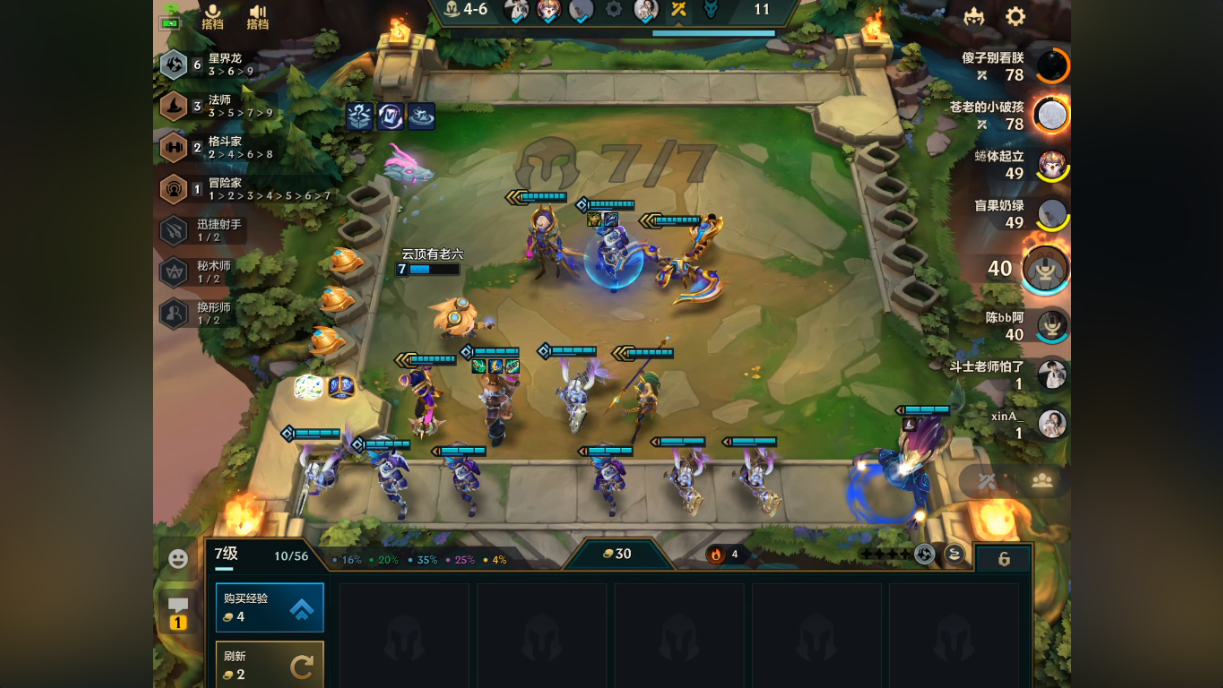 搭档
搭档
4-6
11
6 星界龙
3 > 6 > 9
3 法师
3 > 5 > 7 > 9
2 格斗家
2 > 4 > 6 > 8
1 冒险家
1 > 2 > 3 > 4 > 5 > 6 > 7
迅捷射手
1 / 2
秘术师
1 / 2
换形师
1 / 2
7/7
云顶有老六
7
傻子别看朕
78
苍老的小破孩
78
蜷体起立
49
盲果奶绿
49
40
陈bb阿
40
斗士老师怕了
1
xinA_
1
7级
10/56
16% 20% 35% 25% 4%
30
4
购买经验
4
1
刷新
2